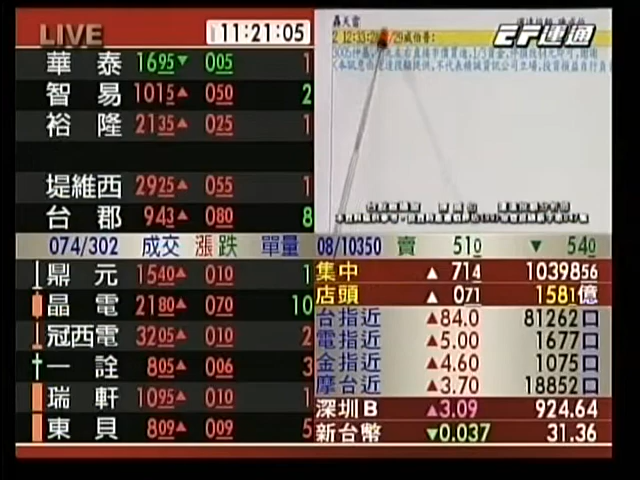 LIVE 11:21:05
華泰 1695▼ 005 1
智易 1015▲ 050 2
裕隆 2135▲ 025 1
堤維西 2925▲ 055 1
台郡 943▲ 080 8
074/302 成交 漲跌 單量
鼎元 1540▲ 010 1
晶電 2180▲ 070 10
冠西電 3205▲ 010 2
一詮 805▲ 006 3
瑞軒 1095▲ 010 1
東貝 809▲ 009 5
轟天雷
運通
08/10350 賣 510 ▼ 540
集中 ▲ 714 1039856
店頭 ▲ 071 1581億
台指近 ▲84.0 81262口
電指近 ▲5.00 1677口
金指近 ▲4.60 1075口
摩台近 ▲3.70 18852口
深圳B ▲3.09 924.64
新台幣 ▼0.037 31.36